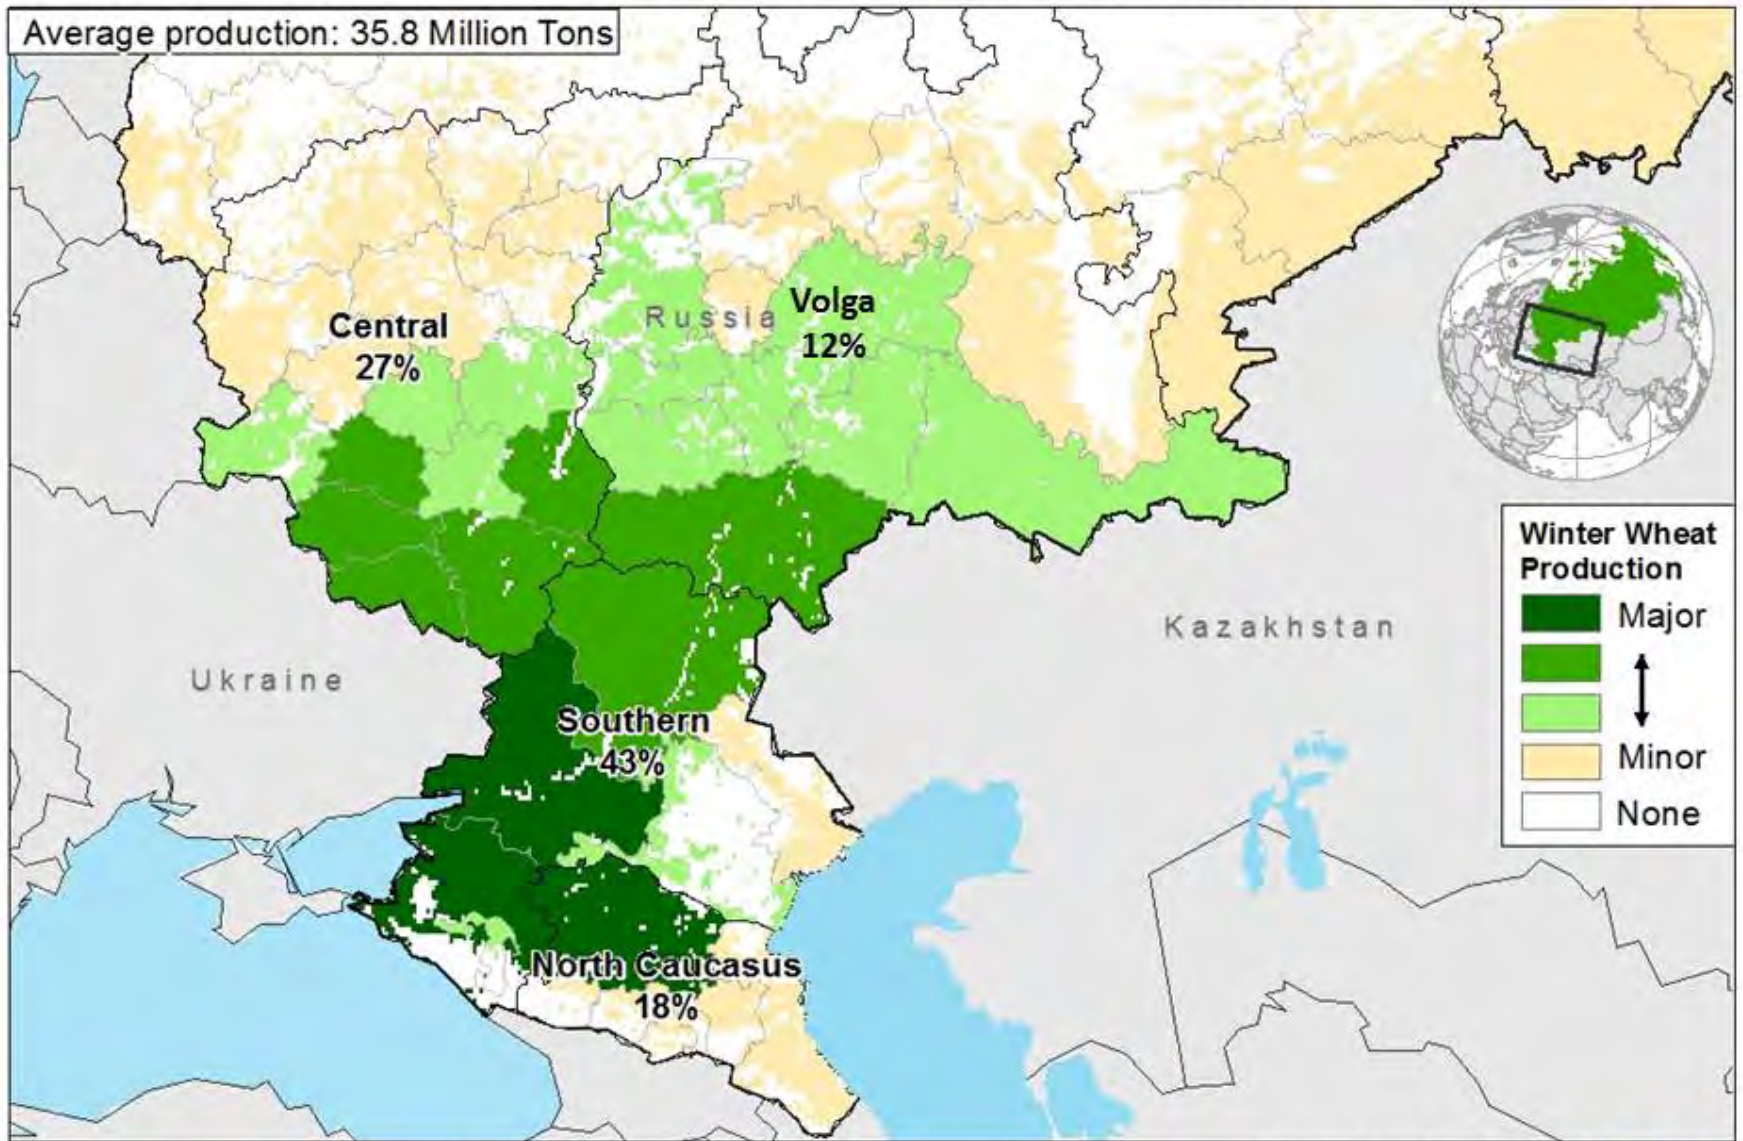 Average production: 35.8 Million Tons
Volga
12%
Russia
Central
27%
Winter Wheat
Production
Major
Minor
None
Kazakhstan
Ukraine
Southern
43%
North Caucasus
18%